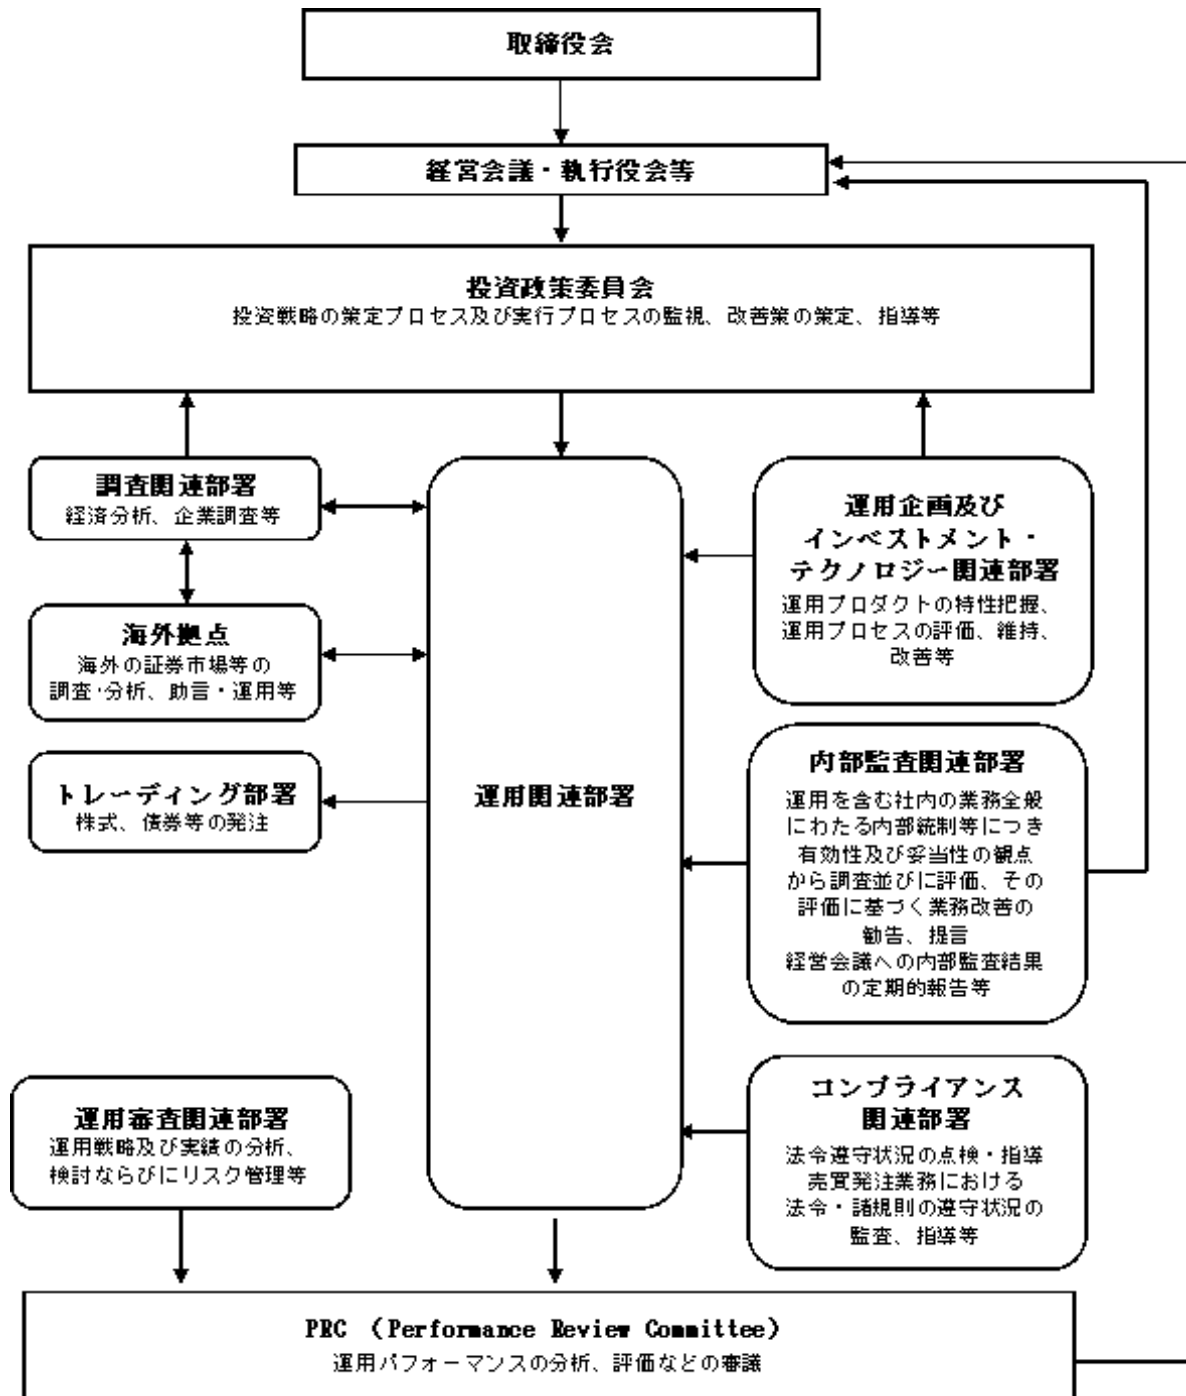 取締役会
経営会議・執行役会等
投資政策委員会
投資戦略の策定プロセス及び実行プロセスの監視、改善策の策定、指導等
調査関連部署
経済分析、企業調査等
海外拠点
海外の証券市場等の
調査・分析、助言・運用等
トレーディング部署
株式、債券等の発注
運用関連部署
運用企画及び
インベストメント・
テクノロジー関連部署
運用プロダクトの特性把握、
運用プロセスの評価、維持、
改善等
内部監査関連部署
運用を含む社内の業務全般
にわたる内部統制等につき
有効性及び妥当性の観点
から調査並びに評価、その
評価に基づく業務改善の
勧告、提言
経営会議への内部監査結果
の定期的報告等
コンプライアンス
関連部署
法令遵守状況の点検・指導
売買発注業務における
法令・諸規則の遵守状況の
監査、指導等
運用審査関連部署
運用戦略及び実績の分析、
検討ならびにリスク管理等
PRC （Performance Review Committee）
運用パフォーマンスの分析、評価などの審議